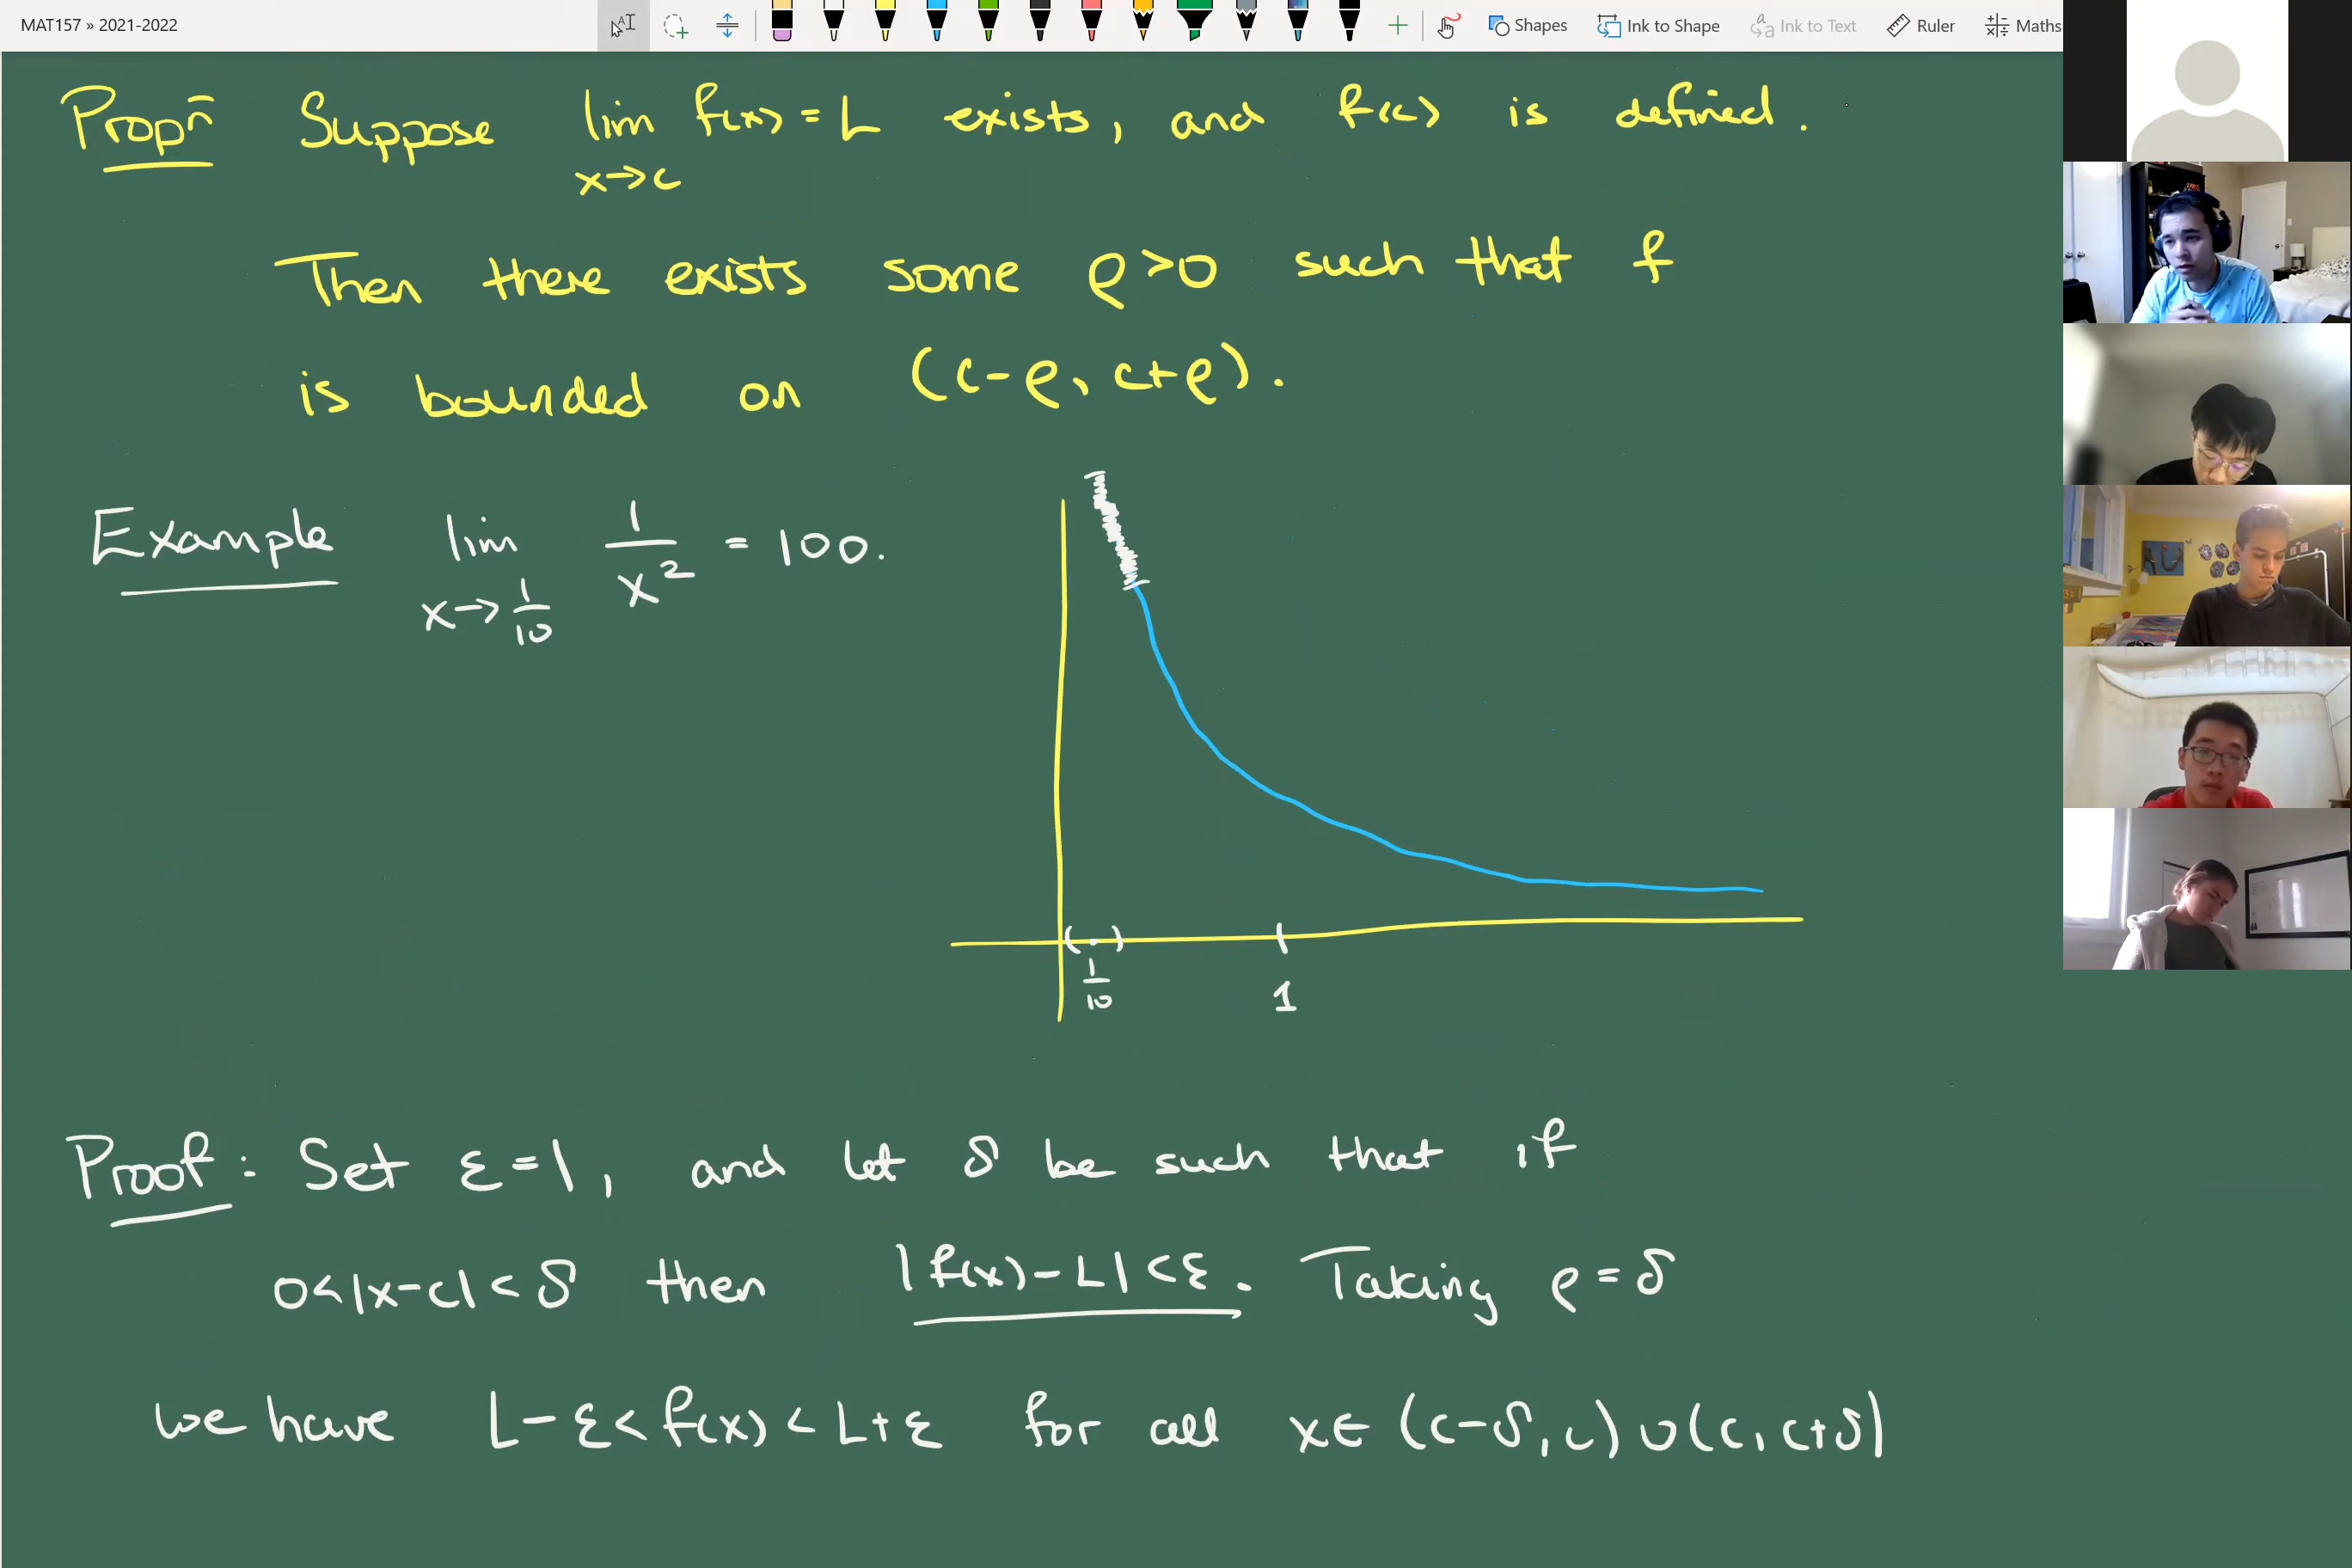 MAT157 » 2021-2022
Shapes
Ink to Shape
Ink to Text
Ruler
Maths
Propn̄ Suppose lim f(x) = L exists, and f(c) is defined.
x→c
Then there exists some ρ>0 such that f
is bounded on (c-ρ, c+ρ).
Example lim 1/x² = 100.
x→1/10
1/10
1
Proof: Set ε=1, and let δ be such that if
0<|x-c|<δ then |f(x)-L|<ε. Taking ρ=δ
we have L-ε<f(x)<L+ε for all x∈(c-δ,c)∪(c,c+δ)